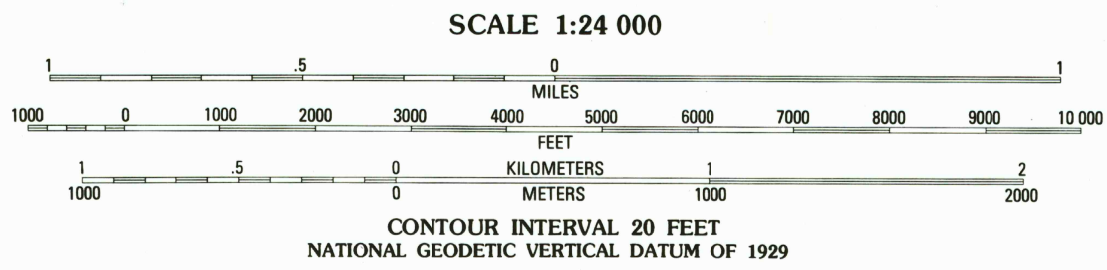 SCALE 1:24 000
1 .5 0 1
MILES
1000 0 1000 2000 3000 4000 5000 6000 7000 8000 9000 10 000
FEET
1 .5 0 KILOMETERS 1 2
1000 0 METERS 1000 2000
CONTOUR INTERVAL 20 FEET
NATIONAL GEODETIC VERTICAL DATUM OF 1929